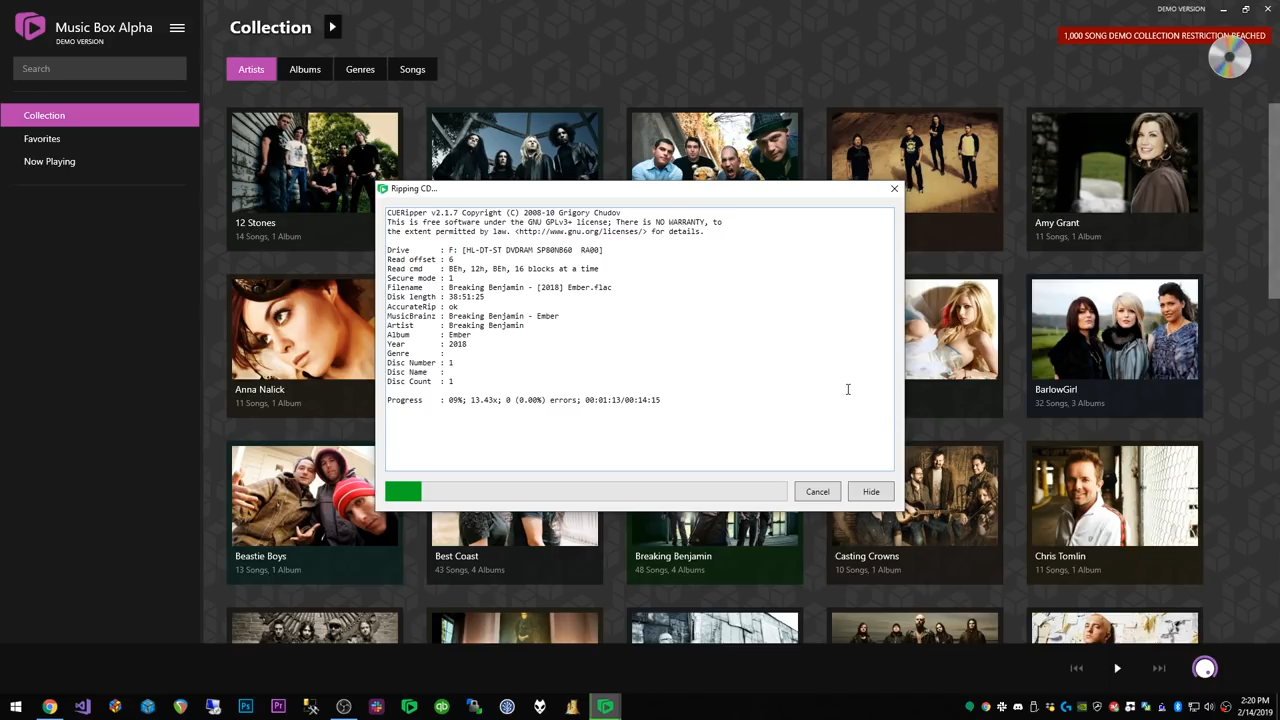 DEMO VERSION
Music Box Alpha
DEMO VERSION
Collection
1,000 SONG DEMO COLLECTION RESTRICTION REACHED
Search
Artists
Albums
Genres
Songs
Collection
Favorites
Now Playing
12 Stones
14 Songs, 1 Album
Amy Grant
11 Songs, 1 Album
Ripping CD...
CUERipper v2.1.7 Copyright (C) 2008-10 Grigory Chudov
This is free software under the GNU GPLv3+ license; There is NO WARRANTY, to
the extent permitted by law. <http://www.gnu.org/licenses/> for details.
Drive : F: [HL-DT-ST DVDRAM SP80NB60 RA00]
Read offset : 6
Read cmd : BEh, 12h, BEh, 16 blocks at a time
Secure mode : 1
Filename : Breaking Benjamin - [2018] Ember.flac
Disk length : 38:51:25
AccurateRip : ok
MusicBrainz : Breaking Benjamin - Ember
Artist : Breaking Benjamin
Album : Ember
Year : 2018
Genre :
Disc Number : 1
Disc Name :
Disc Count : 1
Progress : 09%; 13.43x; 0 (0.00%) errors; 00:01:13/00:14:15
Cancel
Hide
Anna Nalick
11 Songs, 1 Album
BarlowGirl
32 Songs, 3 Albums
Beastie Boys
13 Songs, 1 Album
Best Coast
43 Songs, 4 Albums
Breaking Benjamin
48 Songs, 4 Albums
Casting Crowns
10 Songs, 1 Album
Chris Tomlin
11 Songs, 1 Album
Ps
Pr
qb
2:20 PM
2/14/2019